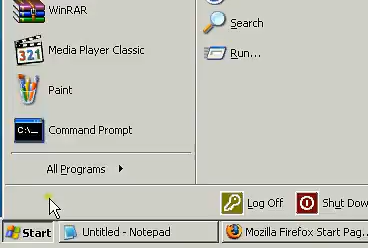 WinRAR
Search
Media Player Classic
Run...
321
Paint
C:\_
Command Prompt
All Programs
Log Off
Shut Dow
Start
Untitled - Notepad
Mozilla Firefox Start Pag...